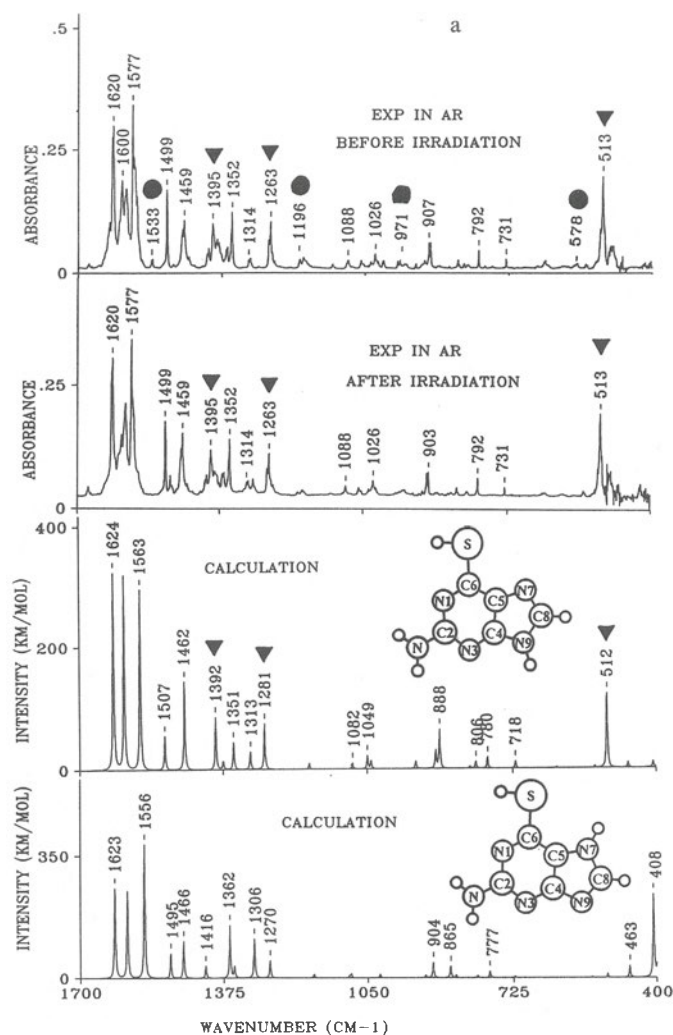 a
.5
1620
1600
1577
1533
1499
1459
1395
1352
1314
1263
1196
1088
1026
971
907
792
731
578
513
EXP IN AR
BEFORE IRRADIATION
ABSORBANCE
.25
0
1620
1577
1499
1459
1395
1352
1314
1263
1088
1026
903
792
731
513
EXP IN AR
AFTER IRRADIATION
ABSORBANCE
.25
0
400
1624
1563
1507
1462
1392
1351
1313
1281
1082
1049
888
806
780
718
512
CALCULATION
INTENSITY (KM/MOL)
200
0
S
C6
N1
C5
N7
C2
C4
C8
N
N3
N9
1623
1556
1495
1466
1416
1362
1306
1270
904
865
777
463
408
CALCULATION
INTENSITY (KM/MOL)
350
0
S
C6
N1
C5
N7
C2
C4
C8
N
N3
N9
1700
1375
1050
725
400
WAVENUMBER (CM-1)